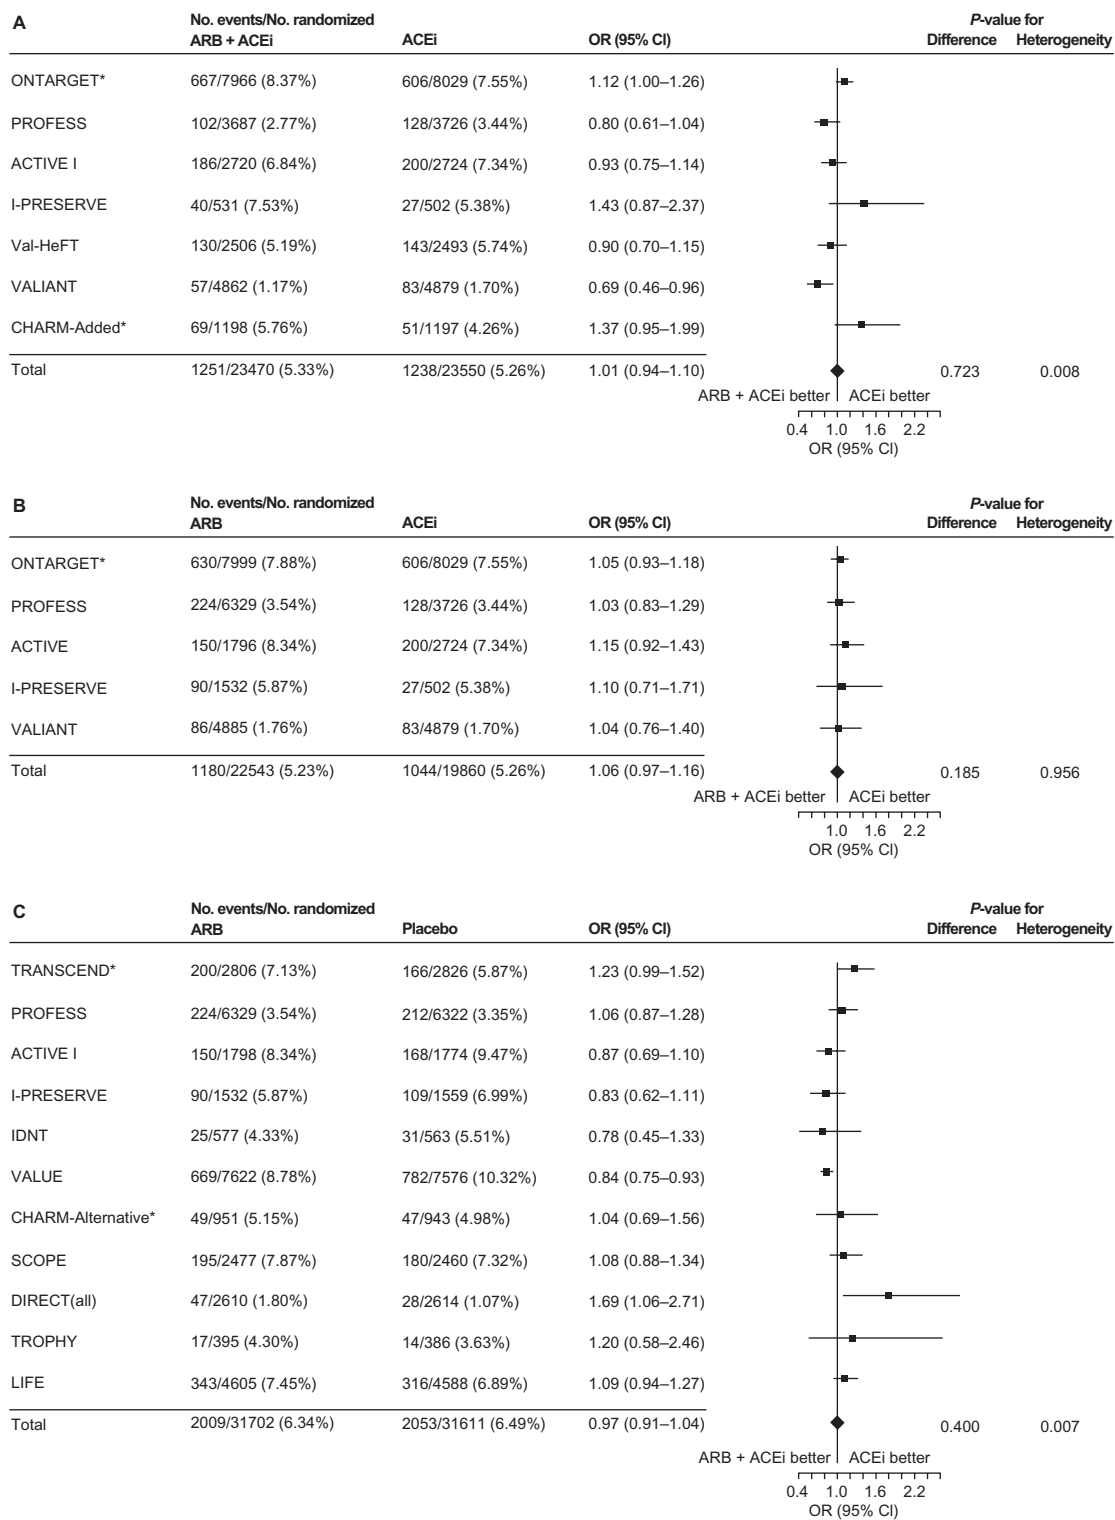 A No. events/No. randomized P-value for
ARB + ACEi ACEi OR (95% CI) Difference Heterogeneity
ONTARGET* 667/7966 (8.37%) 606/8029 (7.55%) 1.12 (1.00–1.26)
PROFESS 102/3687 (2.77%) 128/3726 (3.44%) 0.80 (0.61–1.04)
ACTIVE I 186/2720 (6.84%) 200/2724 (7.34%) 0.93 (0.75–1.14)
I-PRESERVE 40/531 (7.53%) 27/502 (5.38%) 1.43 (0.87–2.37)
Val-HeFT 130/2506 (5.19%) 143/2493 (5.74%) 0.90 (0.70–1.15)
VALIANT 57/4862 (1.17%) 83/4879 (1.70%) 0.69 (0.46–0.96)
CHARM-Added* 69/1198 (5.76%) 51/1197 (4.26%) 1.37 (0.95–1.99)
Total 1251/23470 (5.33%) 1238/23550 (5.26%) 1.01 (0.94–1.10) 0.723 0.008
ARB + ACEi better ACEi better
0.4 1.0 1.6 2.2
OR (95% CI)
B No. events/No. randomized P-value for
ARB ACEi OR (95% CI) Difference Heterogeneity
ONTARGET* 630/7999 (7.88%) 606/8029 (7.55%) 1.05 (0.93–1.18)
PROFESS 224/6329 (3.54%) 128/3726 (3.44%) 1.03 (0.83–1.29)
ACTIVE 150/1796 (8.34%) 200/2724 (7.34%) 1.15 (0.92–1.43)
I-PRESERVE 90/1532 (5.87%) 27/502 (5.38%) 1.10 (0.71–1.71)
VALIANT 86/4885 (1.76%) 83/4879 (1.70%) 1.04 (0.76–1.40)
Total 1180/22543 (5.23%) 1044/19860 (5.26%) 1.06 (0.97–1.16) 0.185 0.956
ARB + ACEi better ACEi better
1.0 1.6 2.2
OR (95% CI)
C No. events/No. randomized P-value for
ARB Placebo OR (95% CI) Difference Heterogeneity
TRANSCEND* 200/2806 (7.13%) 166/2826 (5.87%) 1.23 (0.99–1.52)
PROFESS 224/6329 (3.54%) 212/6322 (3.35%) 1.06 (0.87–1.28)
ACTIVE I 150/1798 (8.34%) 168/1774 (9.47%) 0.87 (0.69–1.10)
I-PRESERVE 90/1532 (5.87%) 109/1559 (6.99%) 0.83 (0.62–1.11)
IDNT 25/577 (4.33%) 31/563 (5.51%) 0.78 (0.45–1.33)
VALUE 669/7622 (8.78%) 782/7576 (10.32%) 0.84 (0.75–0.93)
CHARM-Alternative* 49/951 (5.15%) 47/943 (4.98%) 1.04 (0.69–1.56)
SCOPE 195/2477 (7.87%) 180/2460 (7.32%) 1.08 (0.88–1.34)
DIRECT(all) 47/2610 (1.80%) 28/2614 (1.07%) 1.69 (1.06–2.71)
TROPHY 17/395 (4.30%) 14/386 (3.63%) 1.20 (0.58–2.46)
LIFE 343/4605 (7.45%) 316/4588 (6.89%) 1.09 (0.94–1.27)
Total 2009/31702 (6.34%) 2053/31611 (6.49%) 0.97 (0.91–1.04) 0.400 0.007
ARB + ACEi better ACEi better
0.4 1.0 1.6 2.2
OR (95% CI)